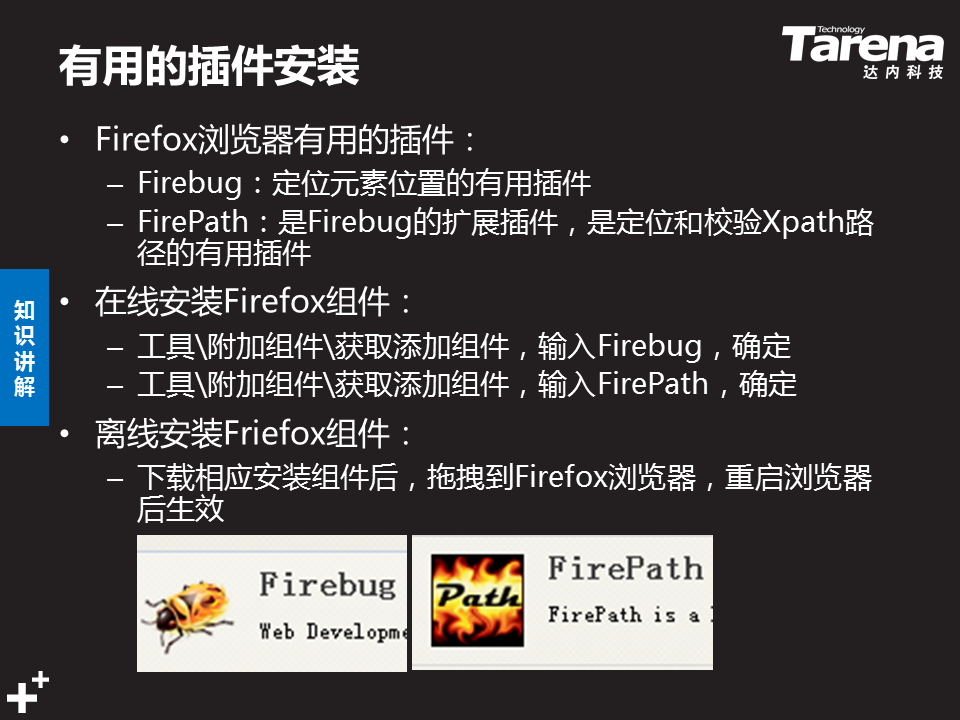 有用的插件安装
Technology
Tarena
达内科技
• Firefox浏览器有用的插件：
– Firebug：定位元素位置的有用插件
– FirePath：是Firebug的扩展插件，是定位和校验Xpath路
径的有用插件
• 在线安装Firefox组件：
– 工具\附加组件\获取添加组件，输入Firebug，确定
– 工具\附加组件\获取添加组件，输入FirePath，确定
• 离线安装Friefox组件：
– 下载相应安装组件后，拖拽到Firefox浏览器，重启浏览器
后生效
知识讲解
Firebug
Web Developme
Path
FirePath
FirePath is a